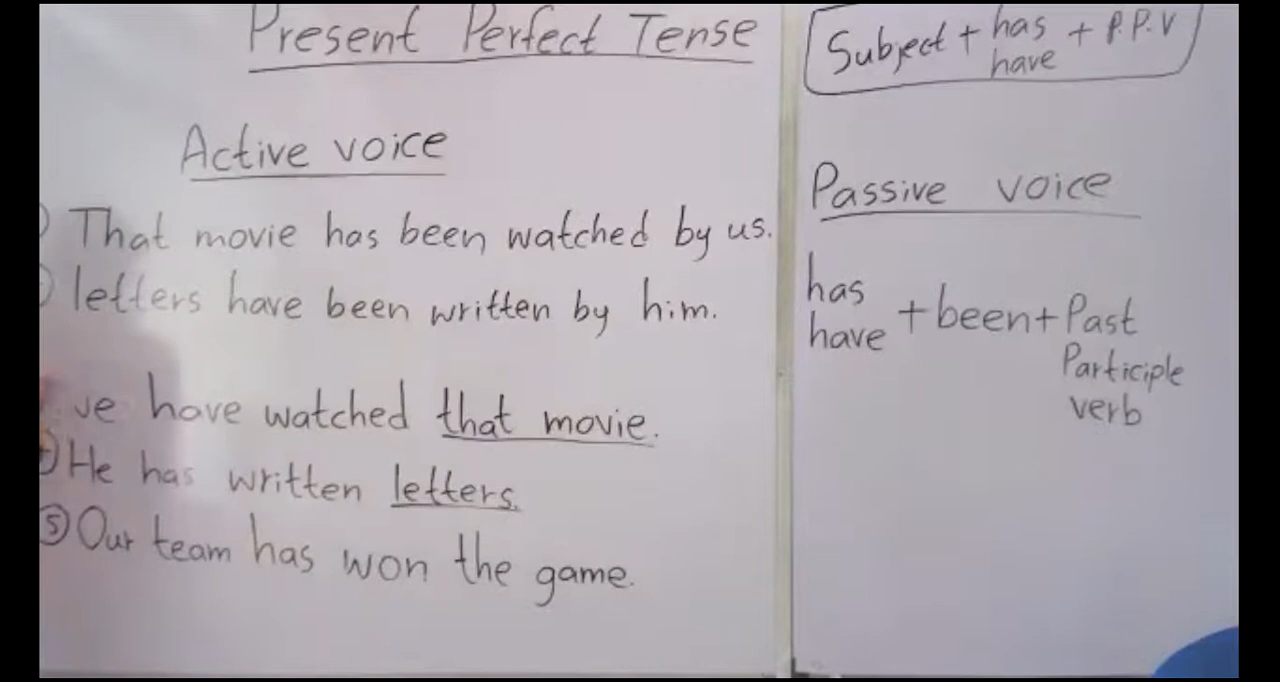 Present Perfect Tense
Active voice
That movie has been watched by us.
letters have been written by him.
have watched that movie.
He has written letters.
⑤ Our team has won the game.
Subject + has
have + P.P.V
Passive voice
has
have + been + Past
Participle
verb